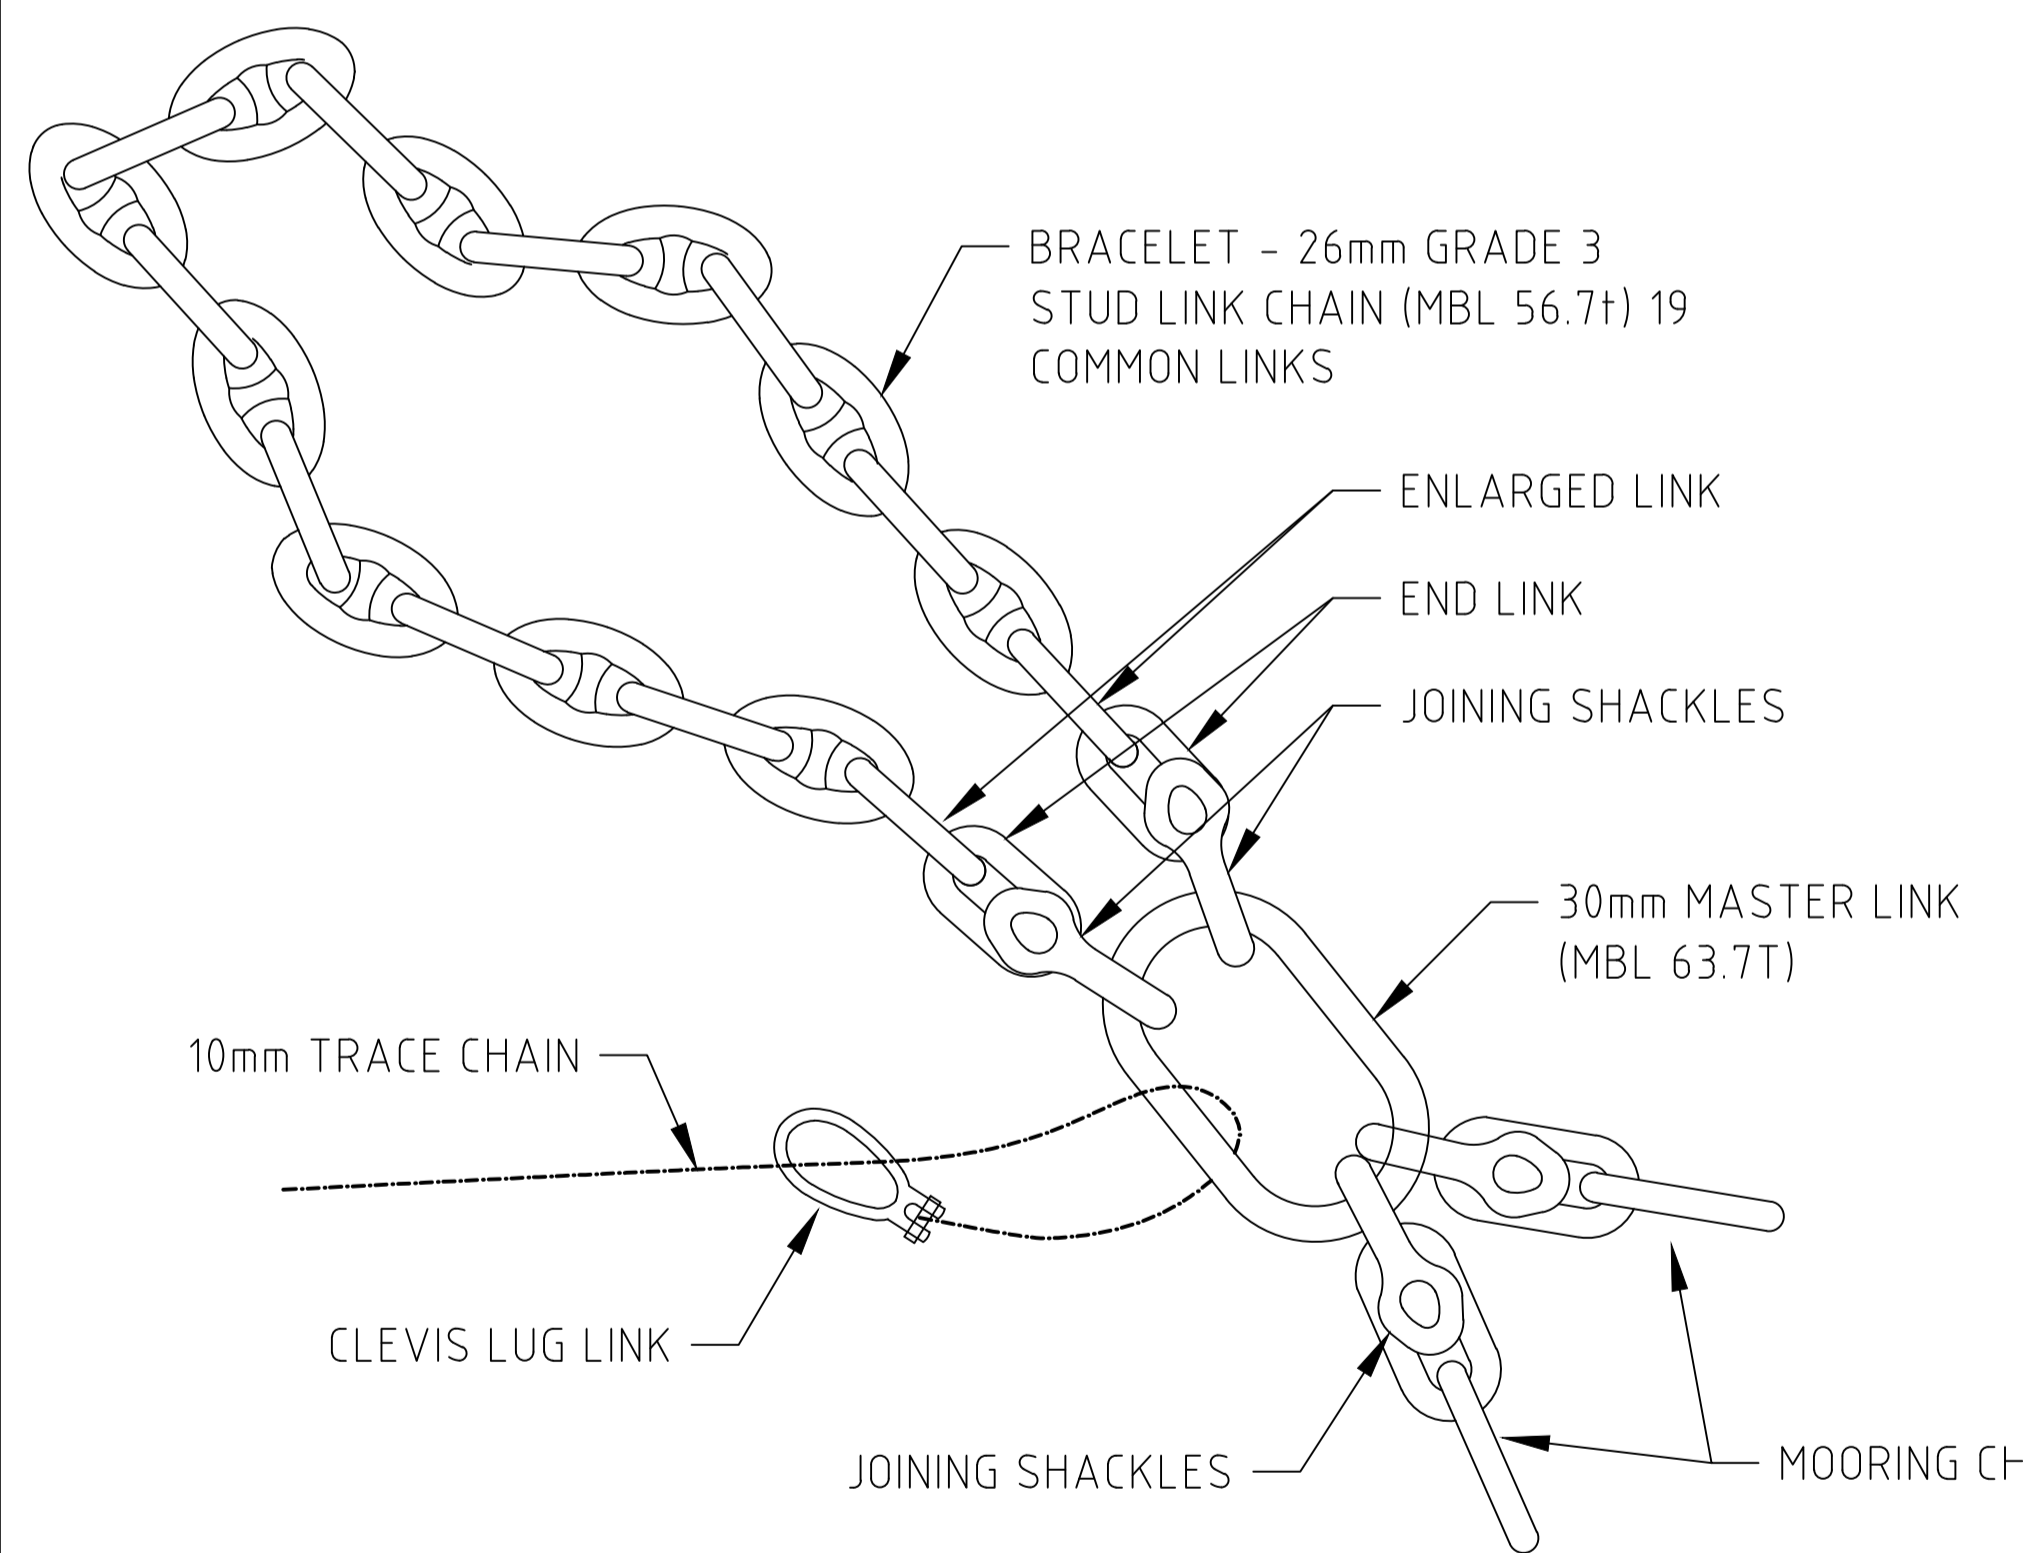 BRACELET - 26mm GRADE 3
STUD LINK CHAIN (MBL 56.7t) 19
COMMON LINKS
ENLARGED LINK
END LINK
JOINING SHACKLES
30mm MASTER LINK
(MBL 63.7T)
10mm TRACE CHAIN
CLEVIS LUG LINK
JOINING SHACKLES
MOORING